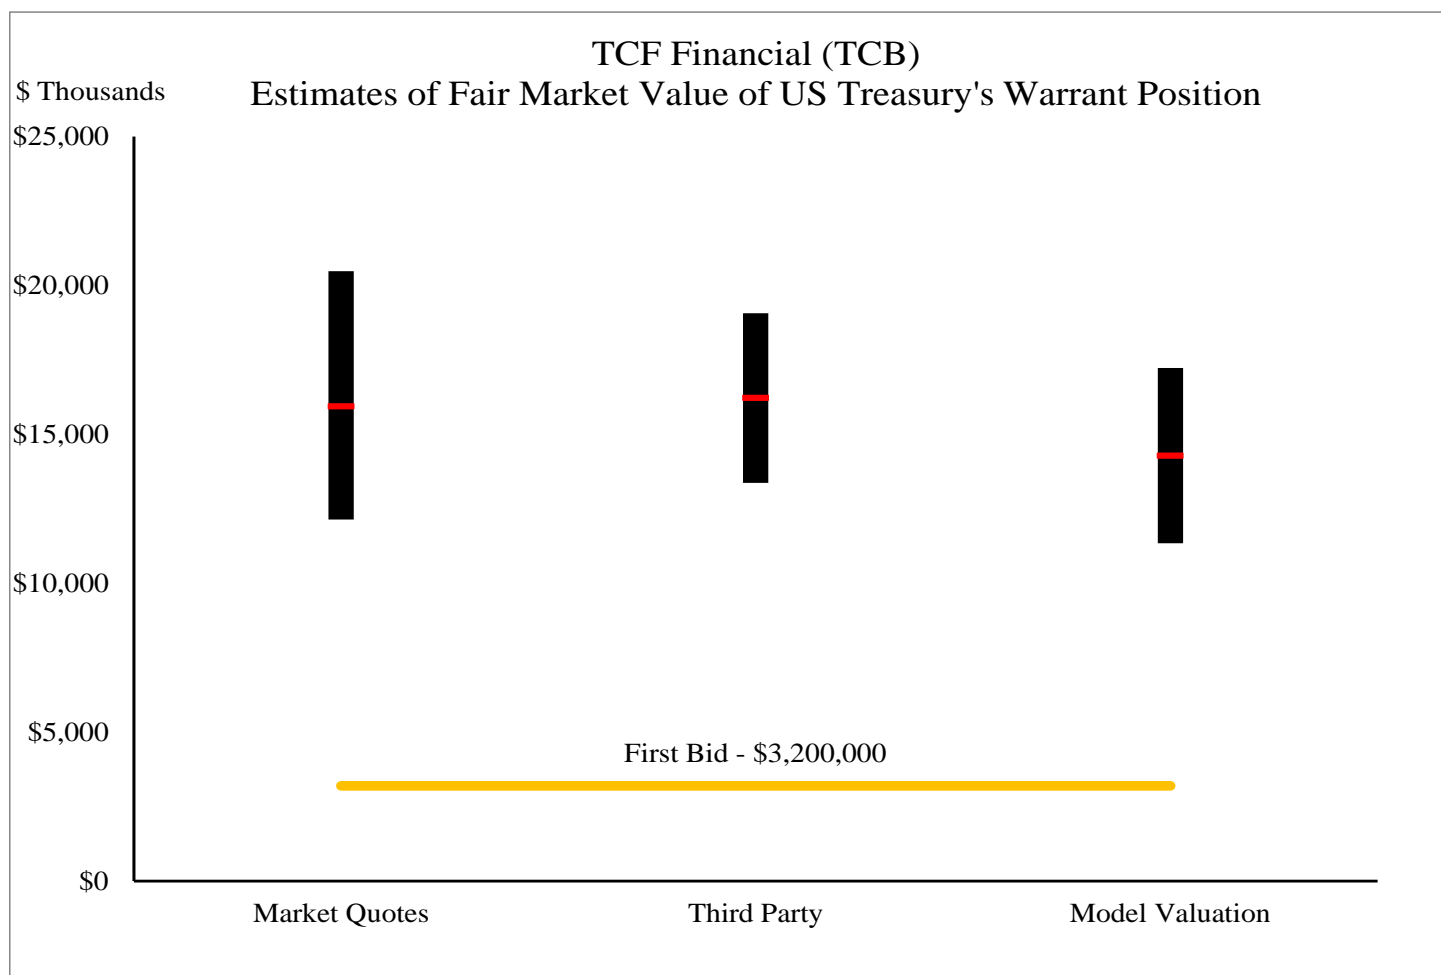 TCF Financial (TCB)
Estimates of Fair Market Value of US Treasury's Warrant Position
$ Thousands
$25,000
$20,000
$15,000
$10,000
$5,000
$0
First Bid - $3,200,000
Market Quotes
Third Party
Model Valuation